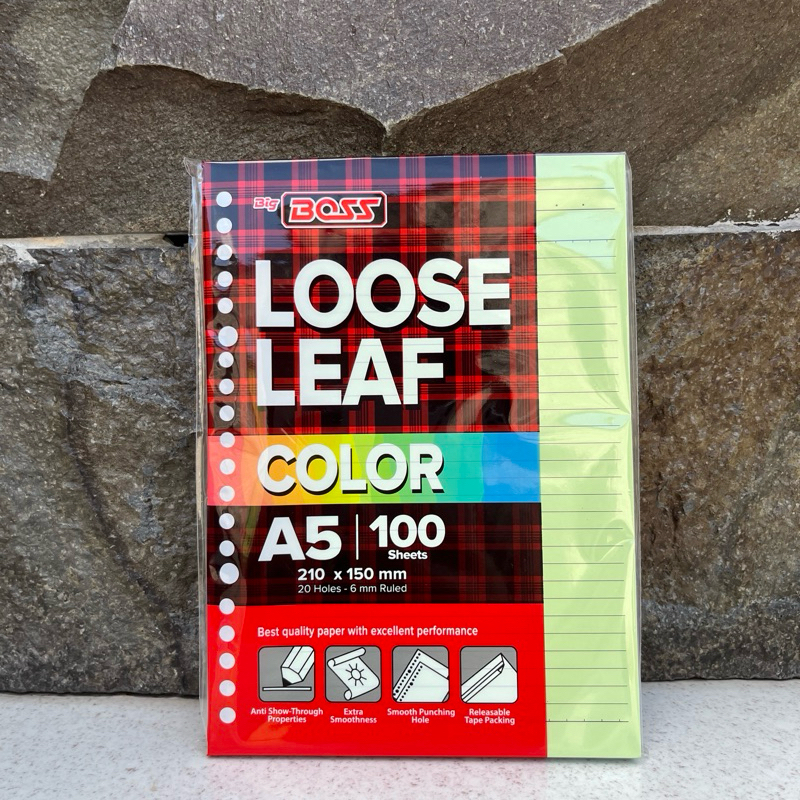 Big BOSS
LOOSE
LEAF
COLOR
A5 | 100
Sheets
210 x 150 mm
20 Holes - 6 mm Ruled
Best quality paper with excellent performance
Anti Show-Through
Properties
Extra
Smoothness
Smooth Punching
Hole
Releasable
Tape Packing